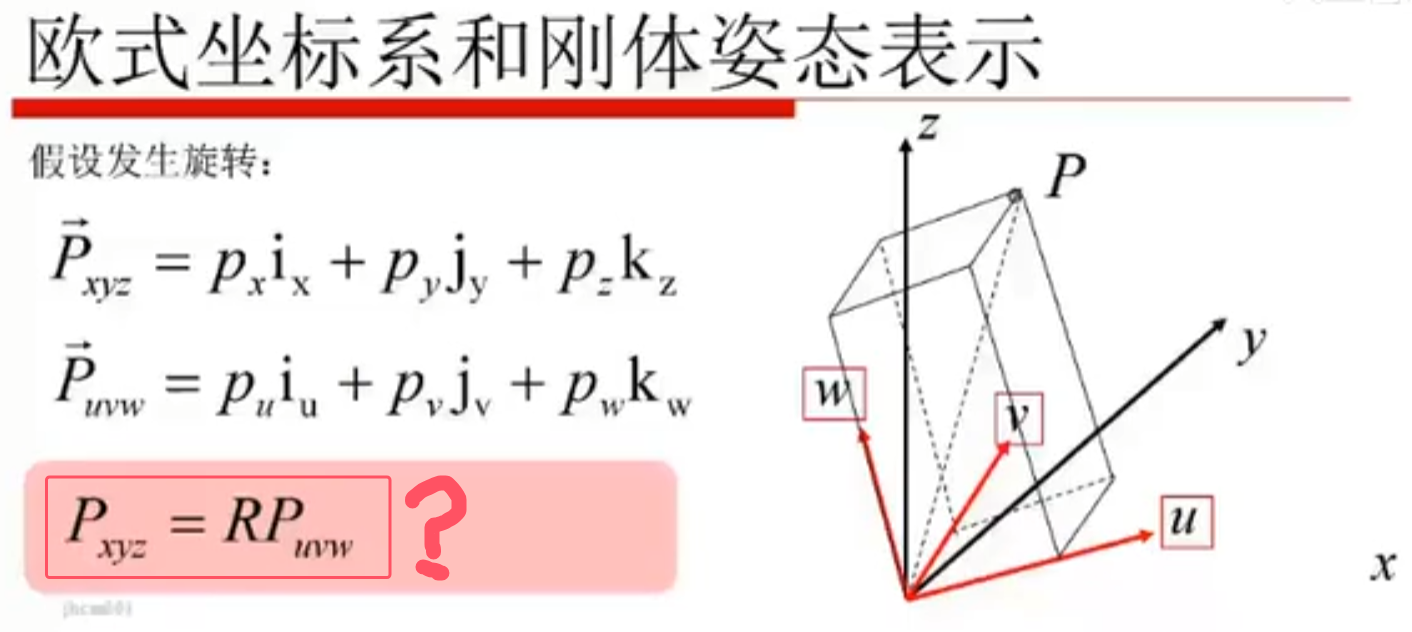 欧式坐标系和刚体姿态表示
假设发生旋转：
P⃗xyz = pxix + pyjy + pzkz
P⃗uvw = puiu + pvjv + pwkw
Pxyz = RPuvw ?
z
P
y
w
v
u
x